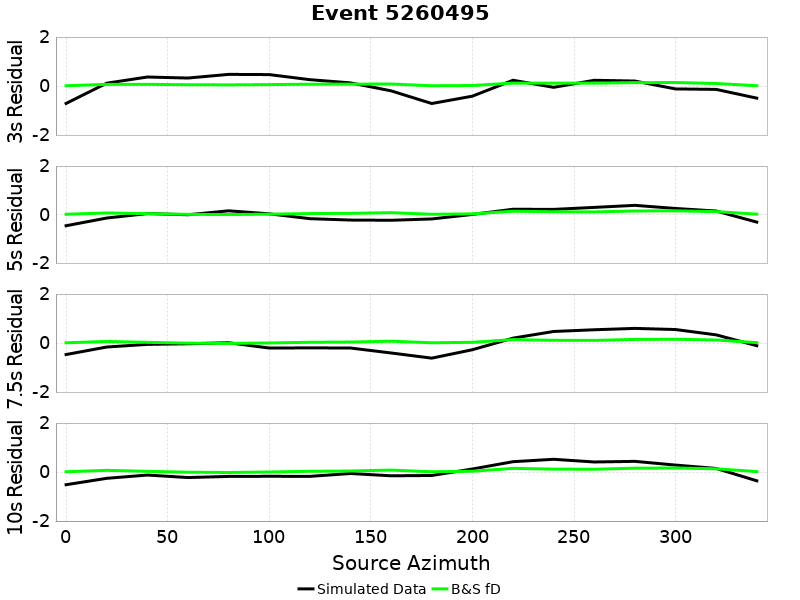 Event 5260495
3s Residual
2
0
-2
5s Residual
2
0
-2
7.5s Residual
2
0
-2
10s Residual
2
0
-2
0 50 100 150 200 250 300
Source Azimuth
Simulated Data B&S fD